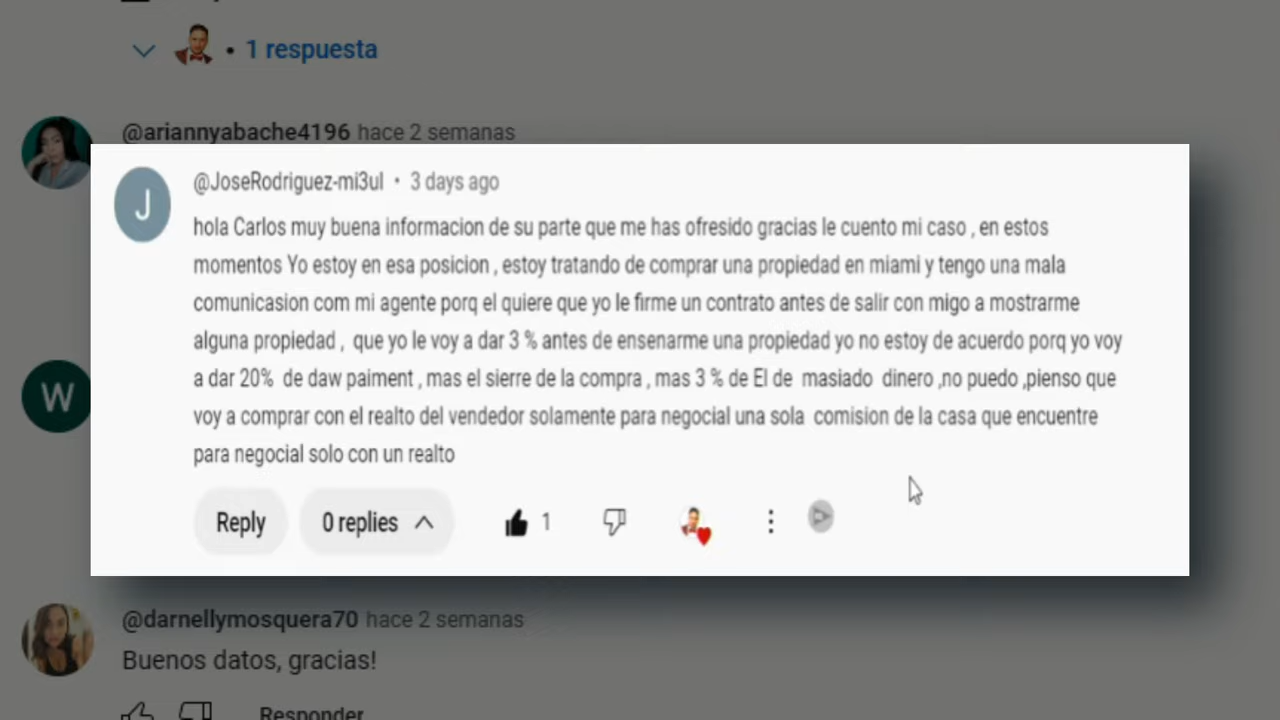 • 1 respuesta
@ariannyabache4196 hace 2 semanas
J
@JoseRodriguez-mi3ul • 3 days ago
hola Carlos muy buena informacion de su parte que me has ofresido gracias le cuento mi caso , en estos
momentos Yo estoy en esa posicion , estoy tratando de comprar una propiedad en miami y tengo una mala
comunicasion com mi agente porq el quiere que yo le firme un contrato antes de salir con migo a mostrarme
alguna propiedad , que yo le voy a dar 3 % antes de ensenarme una propiedad yo no estoy de acuerdo porq yo voy
a dar 20% de daw paiment , mas el sierre de la compra , mas 3 % de El de masiado dinero ,no puedo ,pienso que
voy a comprar con el realto del vendedor solamente para negocial una sola comision de la casa que encuentre
para negocial solo con un realto
Reply 0 replies 1
W
@darnellymosquera70 hace 2 semanas
Buenos datos, gracias!
Responder